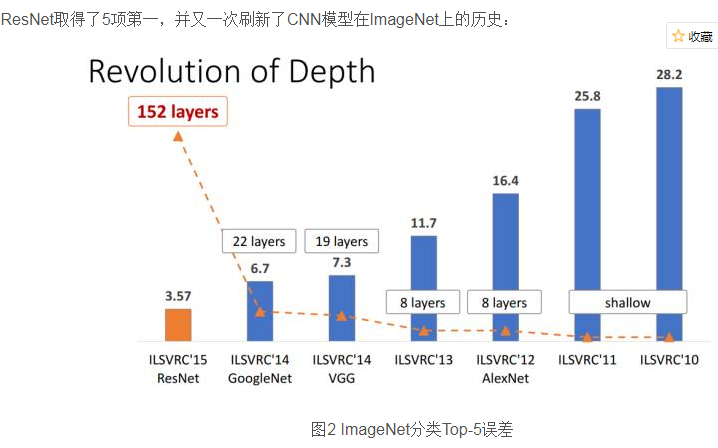 ResNet取得了5项第一，并又一次刷新了CNN模型在ImageNet上的历史：
收藏
Revolution of Depth
28.2
25.8
152 layers
16.4
11.7
22 layers
19 layers
6.7
7.3
3.57
8 layers
8 layers
shallow
ILSVRC'15
ResNet
ILSVRC'14
GoogleNet
ILSVRC'14
VGG
ILSVRC'13
ILSVRC'12
AlexNet
ILSVRC'11
ILSVRC'10
图2 ImageNet分类Top-5误差